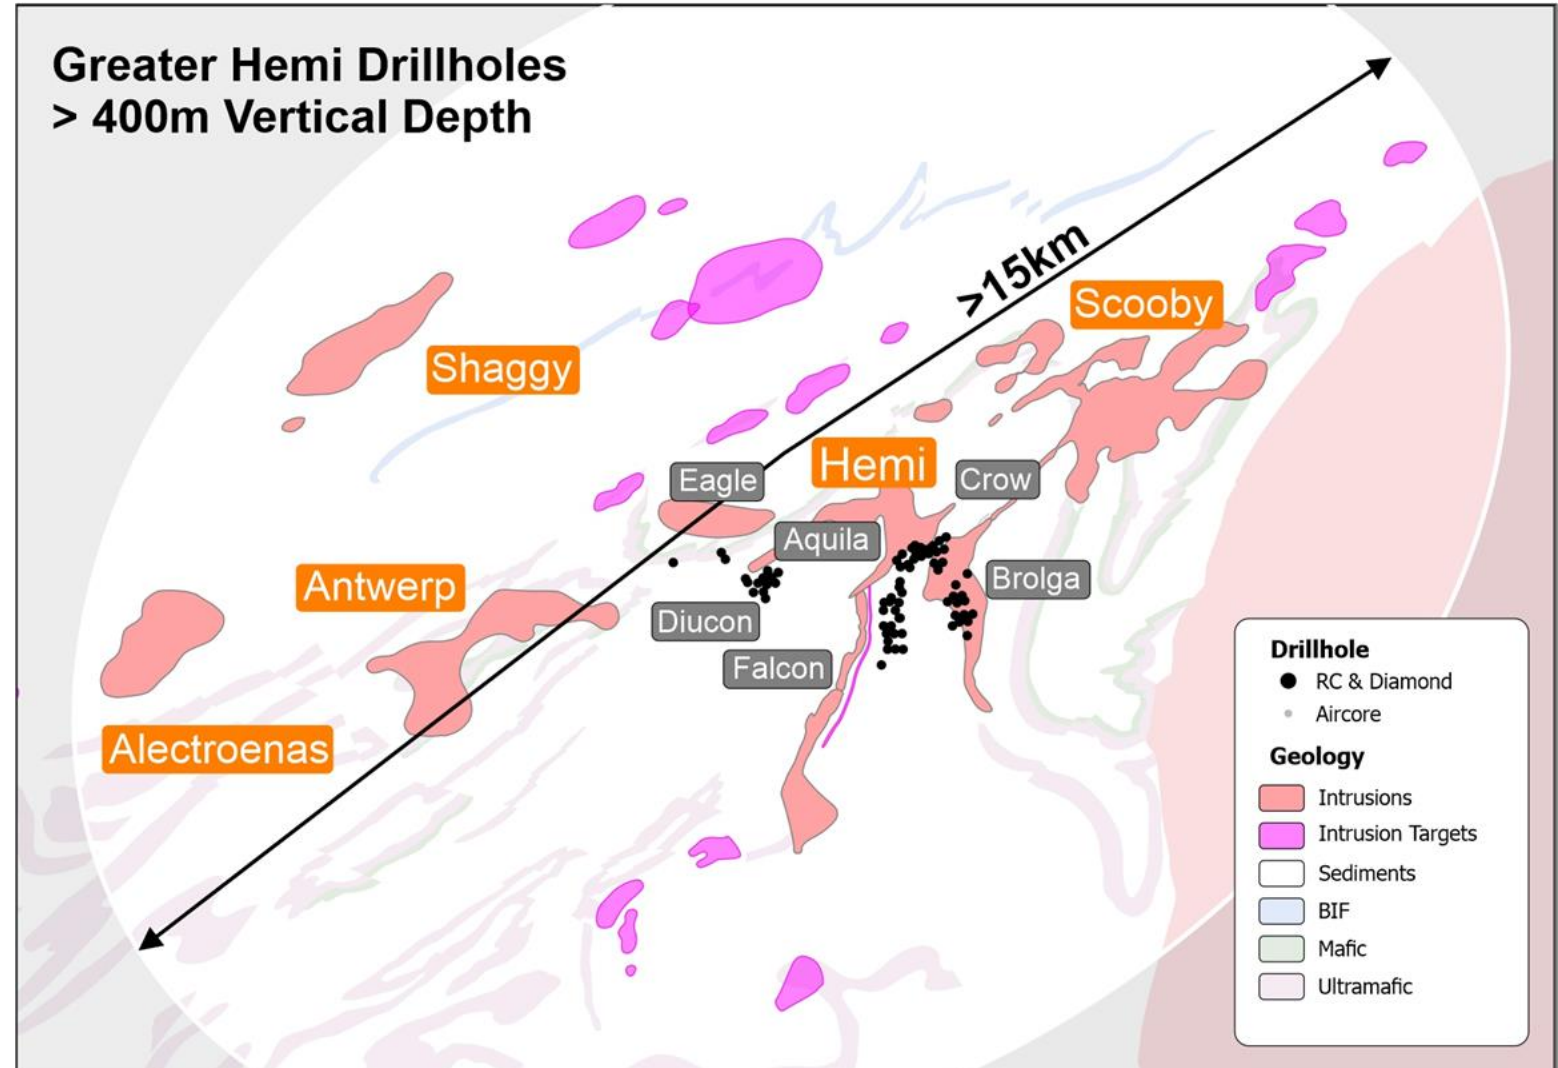 Greater Hemi Drillholes
> 400m Vertical Depth
>15km
Scooby
Shaggy
Hemi
Eagle
Crow
Aquila
Antwerp
Brolga
Diucon
Falcon
Alectroenas
Drillhole
RC & Diamond
Aircore
Geology
Intrusions
Intrusion Targets
Sediments
BIF
Mafic
Ultramafic